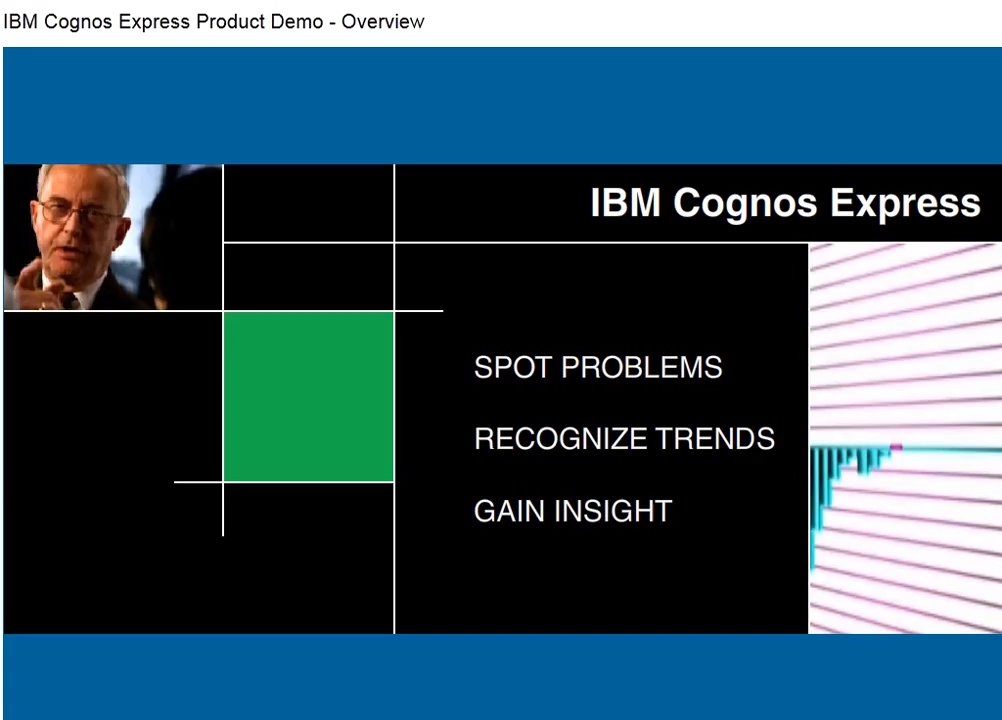 IBM Cognos Express Product Demo - Overview
IBM Cognos Express
SPOT PROBLEMS
RECOGNIZE TRENDS
GAIN INSIGHT